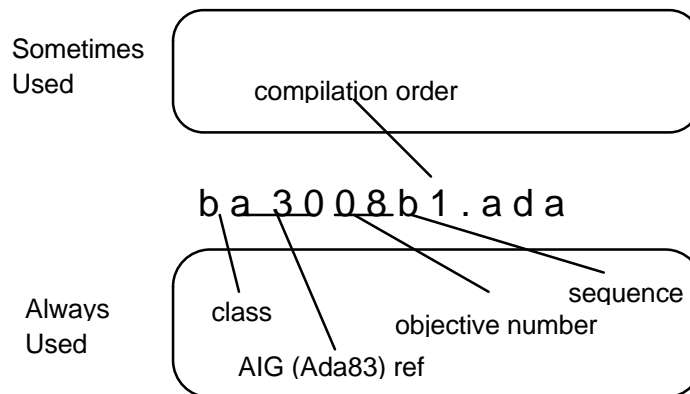 Sometimes
Used
compilation order
ba3008b1.ada
Always
Used
class
sequence
objective number
AIG (Ada83) ref